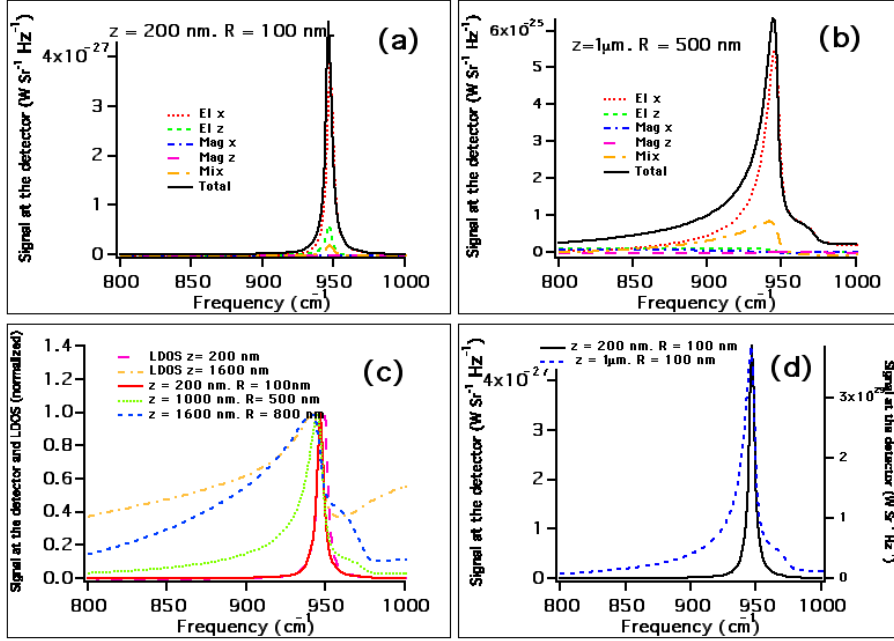 z = 200 nm. R = 100 nm
(a)
Signal at the detector (W Sr⁻¹ Hz⁻¹)
4x10⁻²⁷
3
2
1
0
El x
El z
Mag x
Mag z
Mix
Total
800 850 900 950 1000
Frequency (cm⁻¹)
z=1µm. R = 500 nm
(b)
Signal at the detector (W Sr⁻¹ Hz⁻¹)
6x10⁻²⁵
5
4
3
2
1
0
El x
El z
Mag x
Mag z
Mix
Total
800 850 900 950 1000
Frequency (cm⁻¹)
(c)
Signal at the detector and LDOS (normalized)
1.4
1.2
1.0
0.8
0.6
0.4
0.2
0.0
LDOS z= 200 nm
LDOS z=1600 nm
z = 200 nm. R = 100nm
z = 1000 nm. R= 500 nm
z = 1600 nm. R = 800 nm
800 850 900 950 1000
Frequency (cm⁻¹)
(d)
z = 200 nm. R = 100 nm
z = 1µm. R = 100 nm
Signal at the detector (W Sr⁻¹ Hz⁻¹)
4x10⁻²⁷
3
2
1
0
3x10⁻²⁹
2
1
0
Signal at the detector (W Sr⁻¹ Hz⁻¹)
800 850 900 950 1000
Frequency (cm⁻¹)